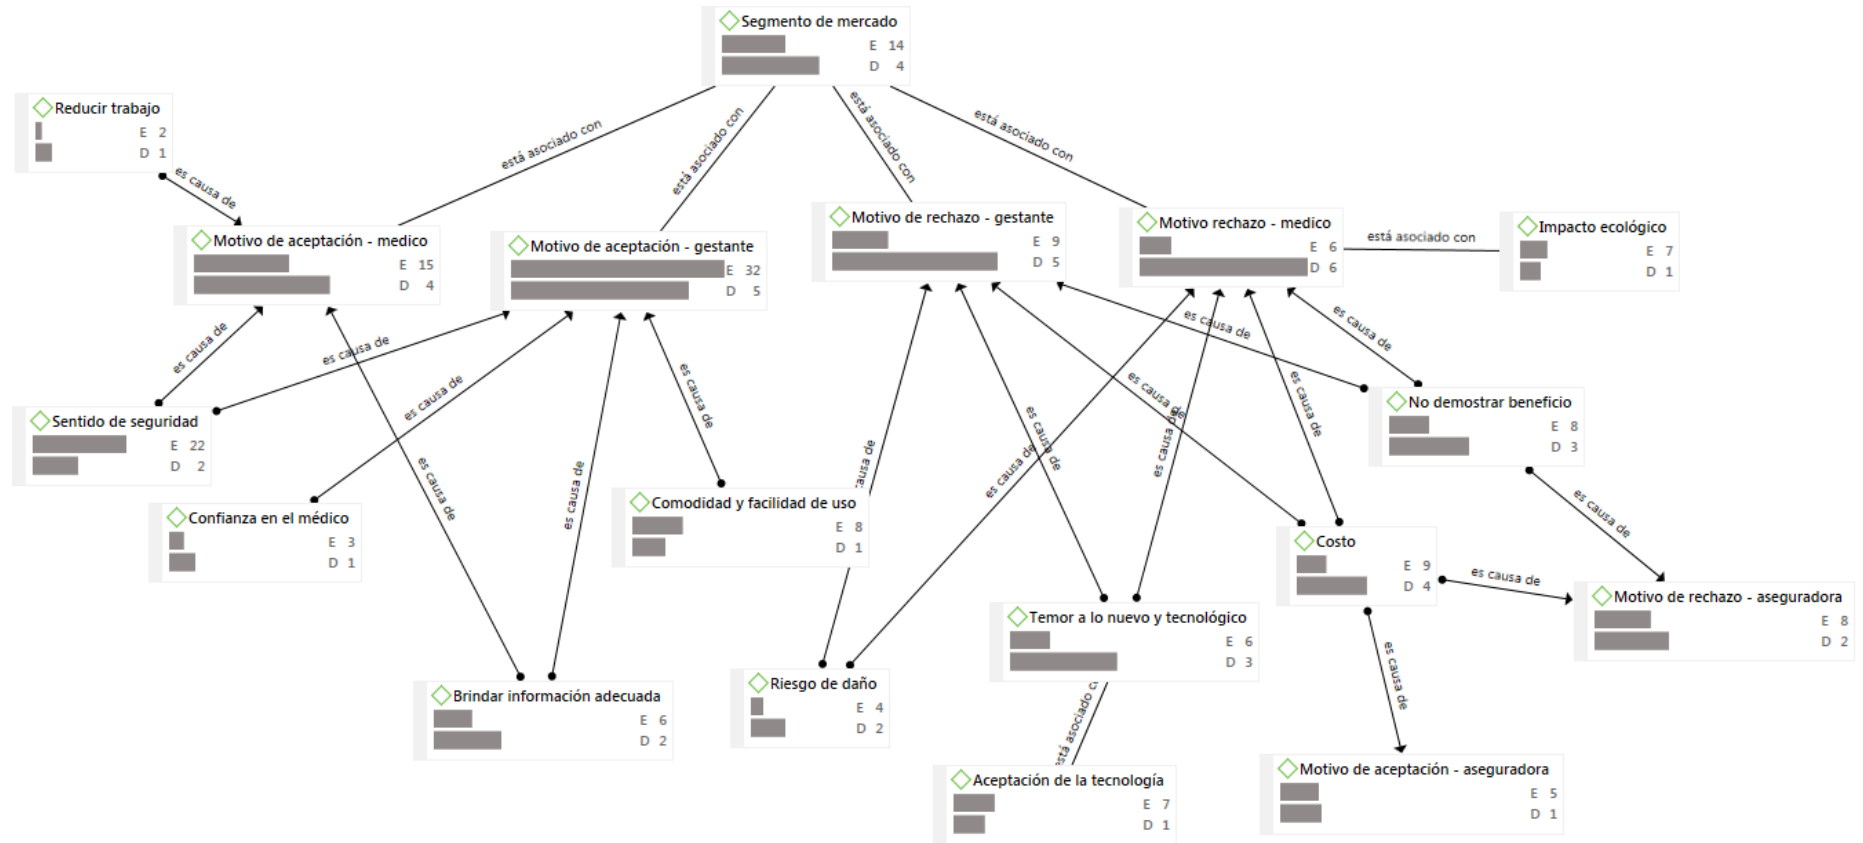 Segmento de mercado
E 14
D 4
Reducir trabajo
E 2
D 1
está asociado con
está asociado con
está asociado con
está asociado con
es causa de
Motivo de aceptación - medico
E 15
D 4
Motivo de aceptación - gestante
E 32
D 5
Motivo de rechazo - gestante
E 9
D 5
Motivo rechazo - medico
E 6
D 6
está asociado con
Impacto ecológico
E 7
D 1
es causa de
es causa de
es causa de
es causa de
es causa de
es causa de
es causa de
es causa de
Sentido de seguridad
E 22
D 2
No demostrar beneficio
E 8
D 3
es causa de
es causa de
es causa de
es causa de
es causa de
causa de
Confianza en el médico
E 3
D 1
Comodidad y facilidad de uso
E 8
D 1
es causa de
Costo
E 9
D 4
es causa de
Motivo de rechazo - aseguradora
E 8
D 2
Temor a lo nuevo y tecnológico
E 6
D 3
es causa de
Brindar información adecuada
E 6
D 2
Riesgo de daño
E 4
D 2
asociado
Aceptación de la tecnología
E 7
D 1
Motivo de aceptación - aseguradora
E 5
D 1